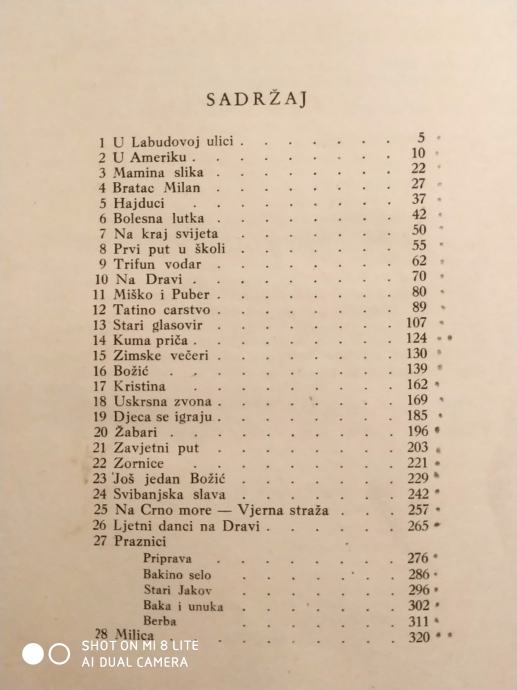 SADRŽAJ
1 U Labudovoj ulici . . . . . . . 5
2 U Ameriku . . . . . . . . 10
3 Mamina slika . . . . . . . 22
4 Bratac Milan . . . . . . . 27
5 Hajduci . . . . . . . . 37
6 Bolesna lutka . . . . . . . 42
7 Na kraj svijeta . . . . . . . 50
8 Prvi put u školi . . . . . . . 55
9 Trifun vodar . . . . . . . 62
10 Na Dravi . . . . . . . . 70
11 Miško i Puber . . . . . . . 80
12 Tatino carstvo . . . . . . . 89
13 Stari glasovir . . . . . . . 107
14 Kuma priča . . . . . . . . 124
15 Zimske večeri . . . . . . . 130
16 Božić . . . . . . . . 139
17 Kristina . . . . . . . . 162
18 Uskrsna zvona . . . . . . . 169
19 Djeca se igraju . . . . . . . 185
20 Žabari . . . . . . . . 196
21 Zavjetni put . . . . . . . 203
22 Zornice . . . . . . . . 221
23 Još jedan Božić . . . . . . . 229
24 Svibanjska slava . . . . . . . 242
25 Na Crno more — Vjerna straža . . . 257
26 Ljetni danci na Dravi . . . . . . 265
27 Praznici
Priprava . . . . . . . 276
Bakino selo . . . . . . 286
Stari Jakov . . . . . . 296
Baka i unuka . . . . . . 302
Berba . . . . . . 311
28 Milica . . . . . . . . 320
SHOT ON MI 8 LITE
AI DUAL CAMERA